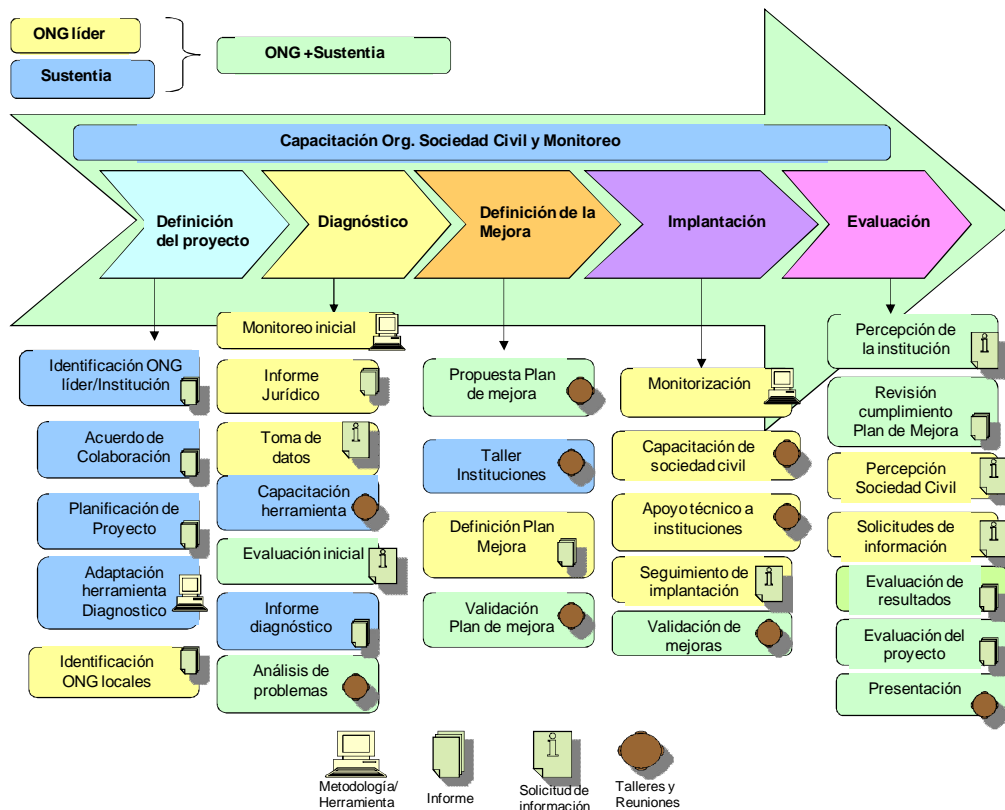 ONG líder
Sustentia
ONG +Sustentia
Capacitación Org. Sociedad Civil y Monitoreo
Definición
del proyecto
Diagnóstico
Definición de la
Mejora
Implantación
Evaluación
Identificación ONG
líder/Institución
Acuerdo de
Colaboración
Planificación de
Proyecto
Adaptación
herramienta
Diagnostico
Identificación
ONG locales
Monitoreo inicial
Informe
Jurídico
Toma de
datos
Capacitación
herramienta
Evaluación inicial
Informe
diagnóstico
Análisis de
problemas
Propuesta Plan
de mejora
Taller
Instituciones
Definición Plan
Mejora
Validación
Plan de mejora
Monitorización
Capacitación de
sociedad civil
Apoyo técnico a
instituciones
Seguimiento de
implantación
Validación de
mejoras
Percepción de
la institución
Revisión
cumplimiento
Plan de Mejora
Percepción
Sociedad Civil
Solicitudes de
información
Evaluación de
resultados
Evaluación del
proyecto
Presentación
Metodología/
Herramienta
Informe
Solicitud de
información
Talleres y
Reuniones